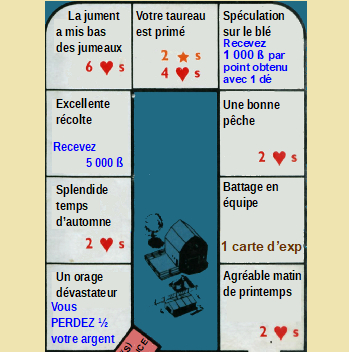 La jument
a mis bas
des jumeaux
6 ♥ s
Votre taureau
est primé
2 ★ s
4 ♥ s
Spéculation
sur le blé
Recevez
1 000 ß par
point obtenu
avec 1 dé
Excellente
récolte
Recevez
5 000 ß
Une bonne
pêche
2 ♥ s
Splendide
temps
d'automne
2 ♥ s
Battage en
équipe
1 carte d'exp
Un orage
dévastateur
Vous
PERDEZ ½
votre argent
Agréable matin
de printemps
2 ♥ s